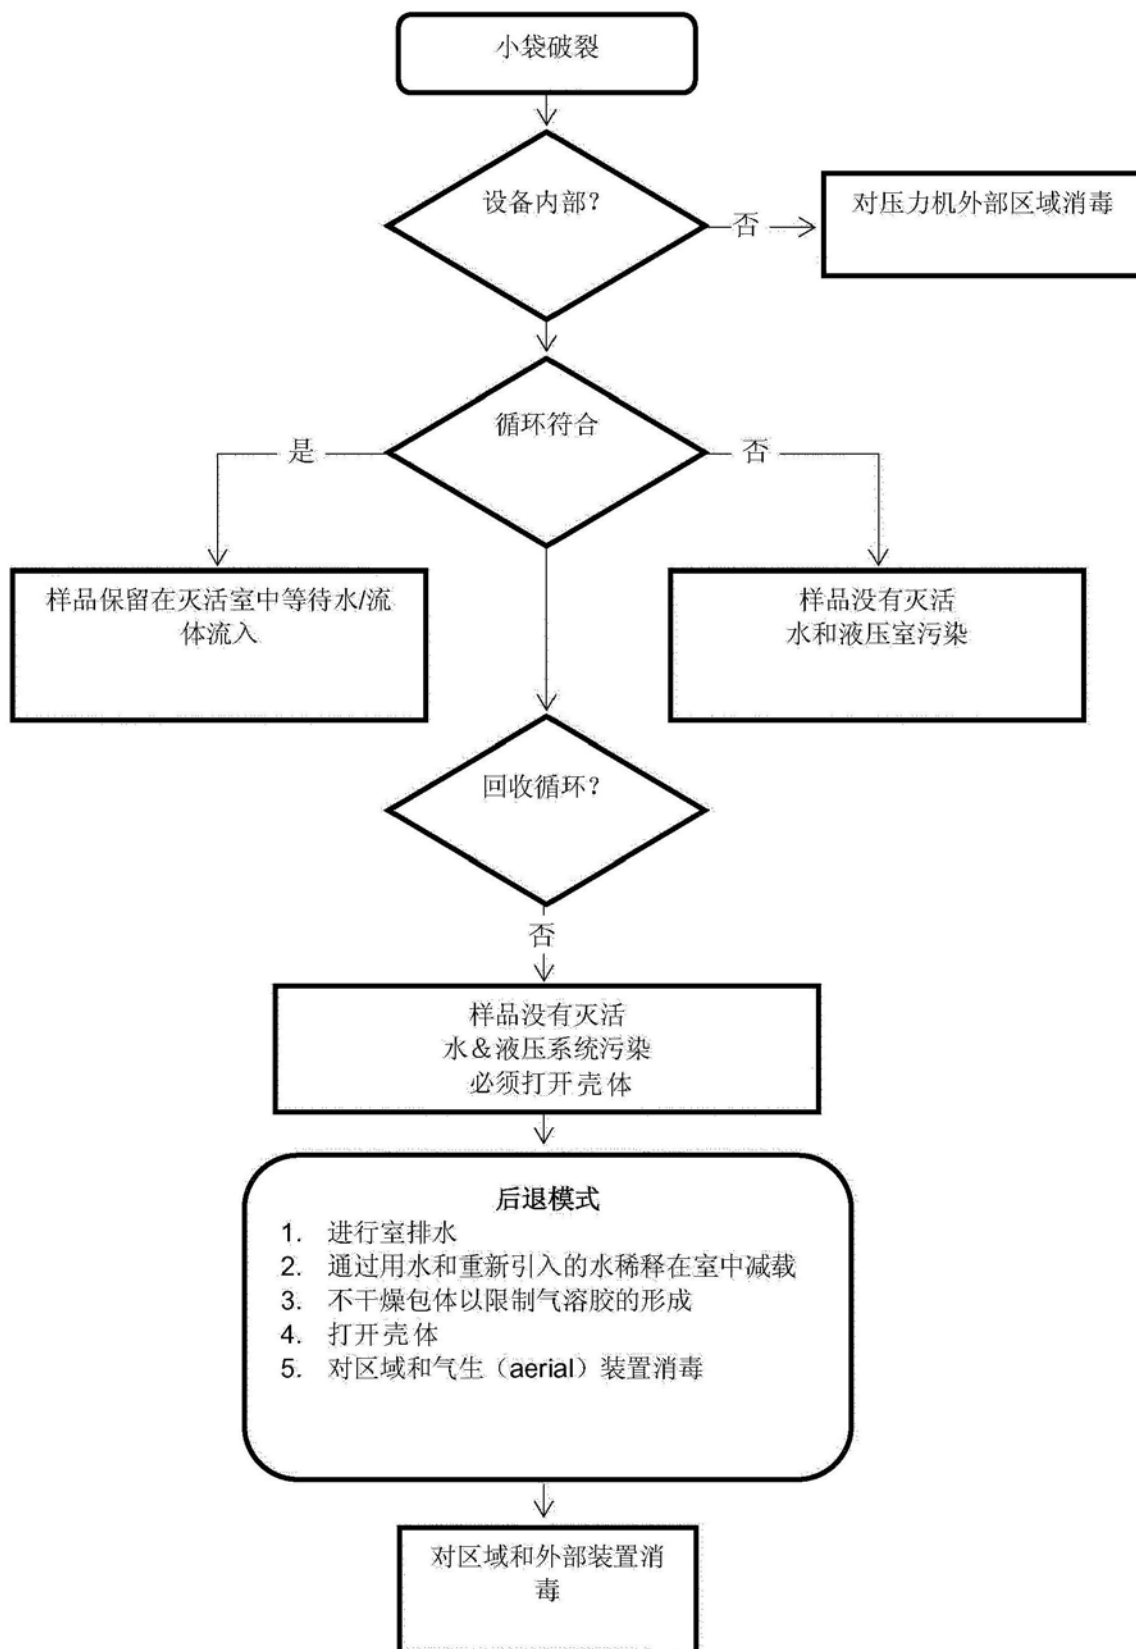 小袋破裂
设备内部？
否
对压力机外部区域消毒
循环符合
是
否
样品保留在灭活室中等待水/流
体流入
样品没有灭活
水和液压室污染
回收循环？
否
样品没有灭活
水＆液压系统污染
必须打开壳体
后退模式
1. 进行室排水
2. 通过用水和重新引入的水稀释在室中减载
3. 不干燥包体以限制气溶胶的形成
4. 打开壳体
5. 对区域和气生（aerial）装置消毒
对区域和外部装置消
毒